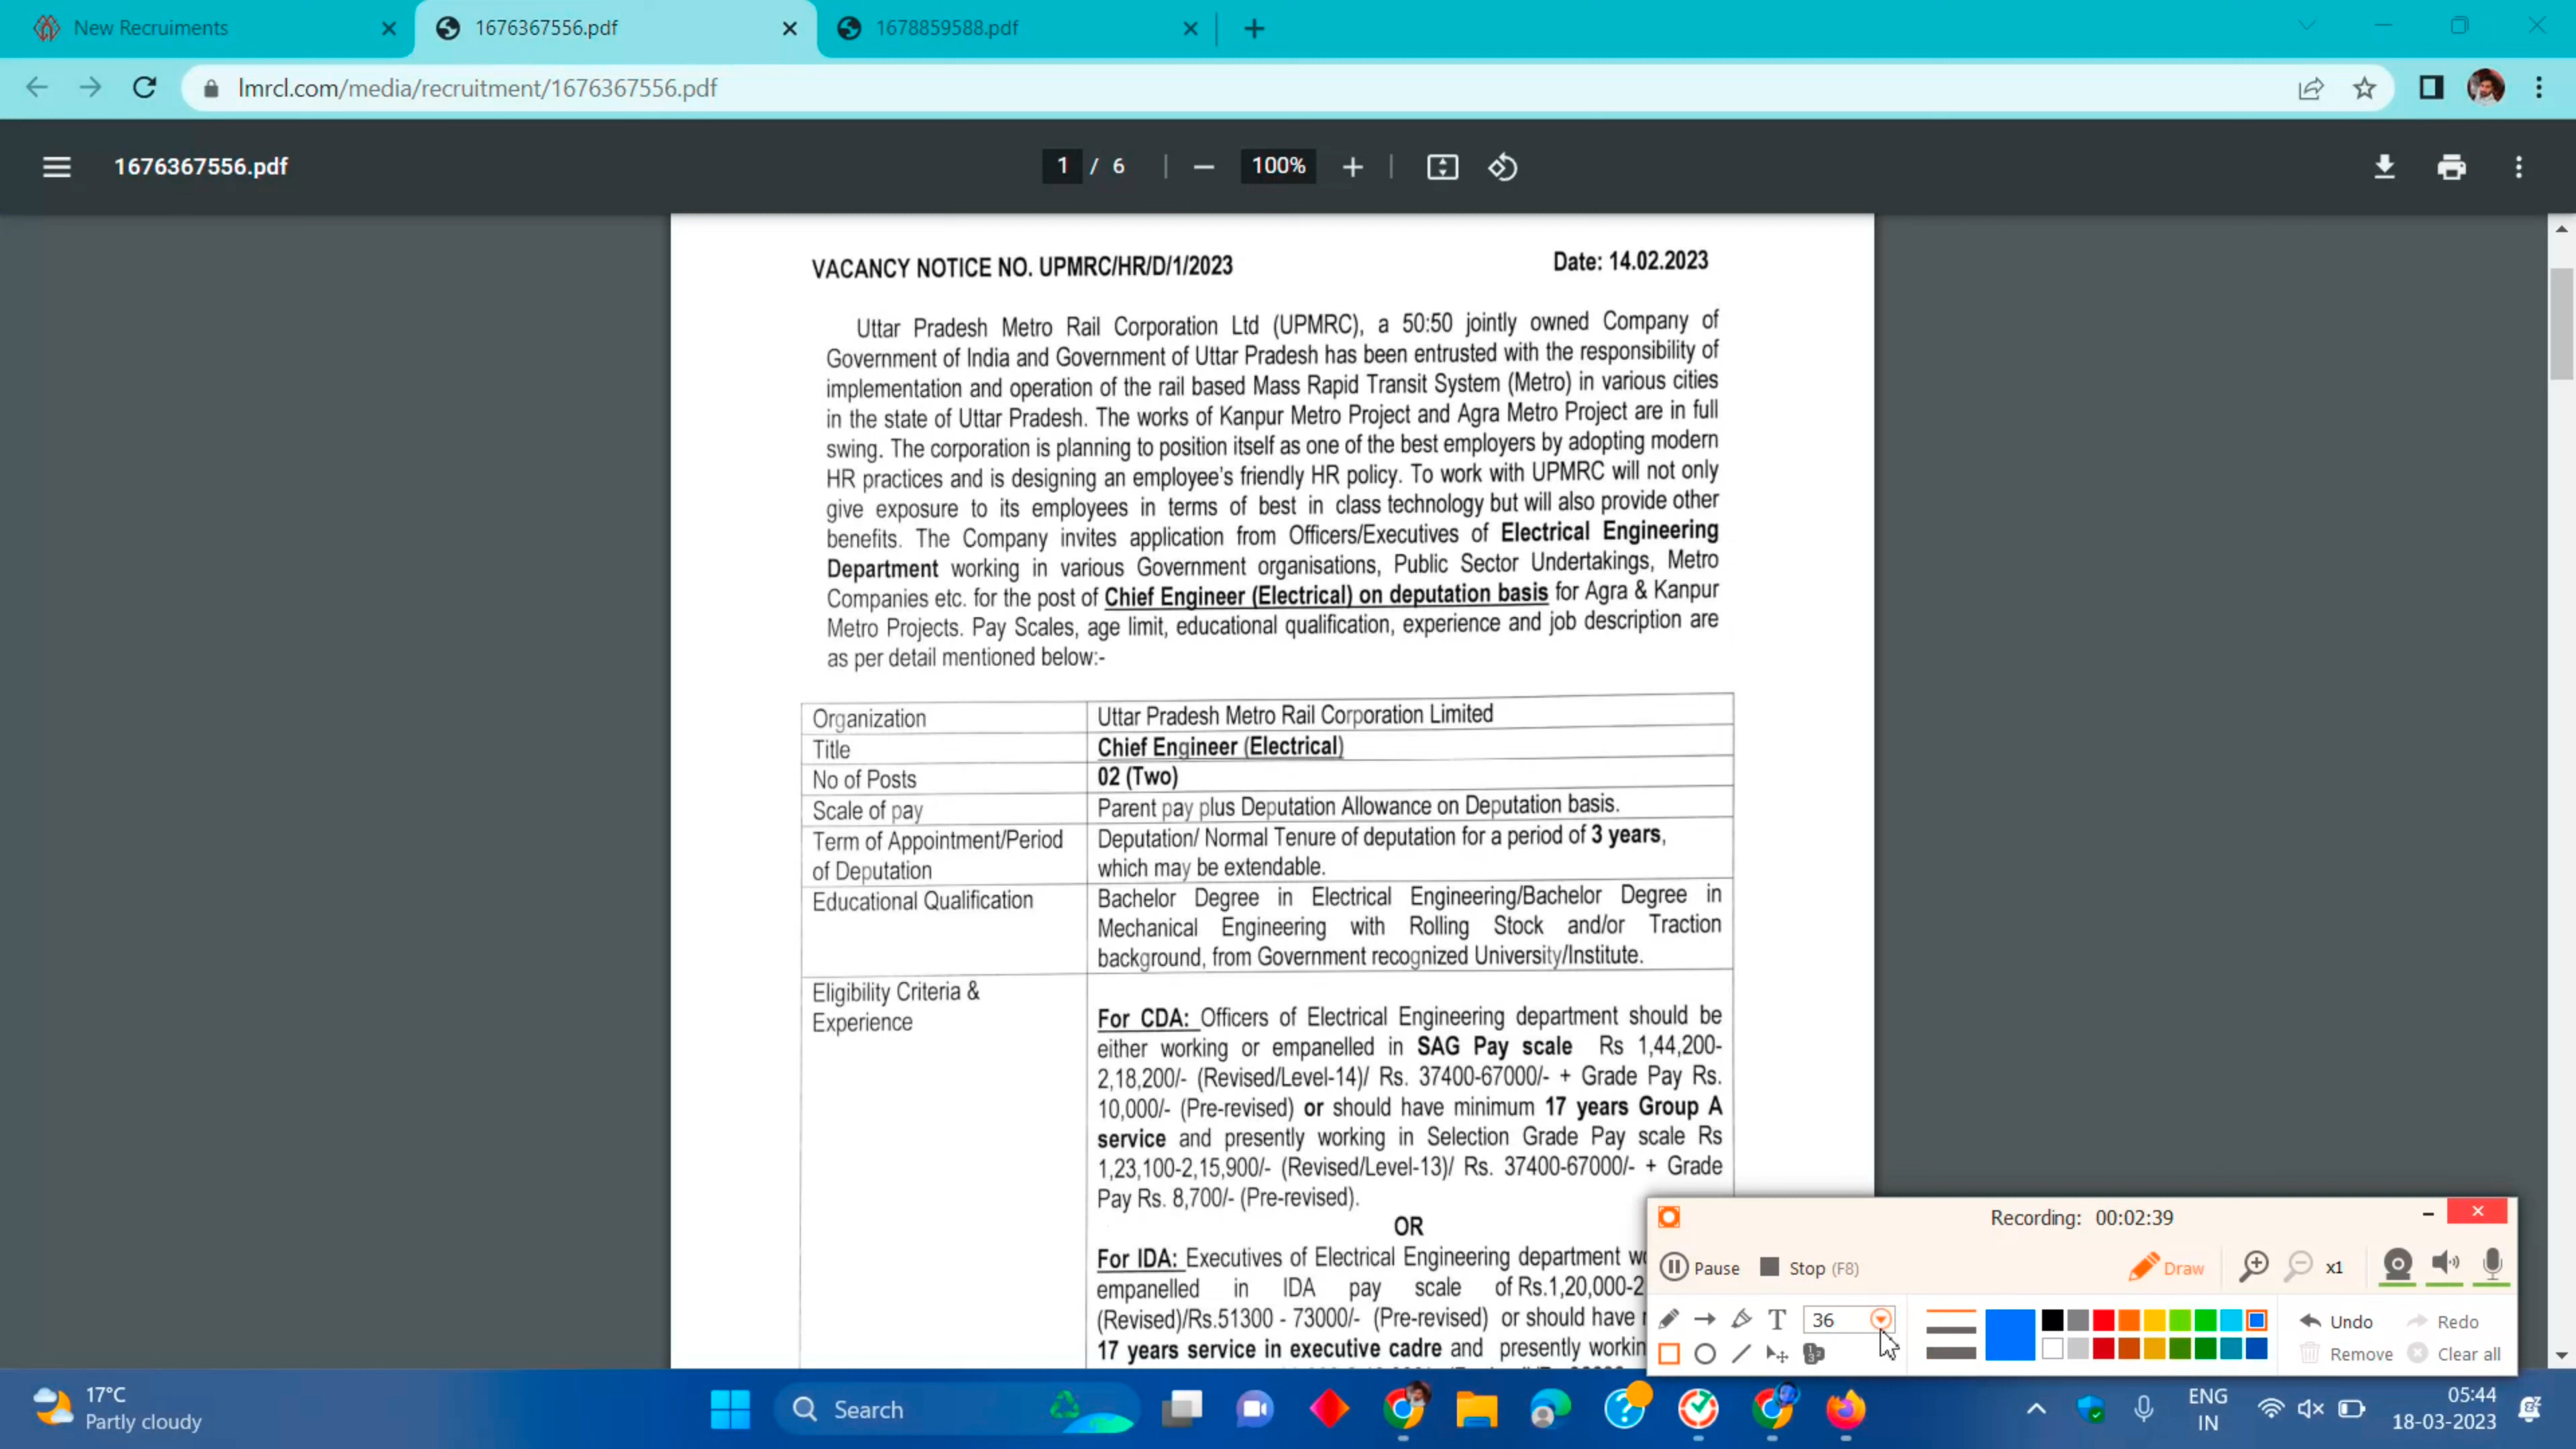 New Recruiments
1676367556.pdf
1678859588.pdf
lmrcl.com/media/recruitment/1676367556.pdf
1676367556.pdf
1 / 6
100%
VACANCY NOTICE NO. UPMRC/HR/D/1/2023 Date: 14.02.2023
Uttar Pradesh Metro Rail Corporation Ltd (UPMRC), a 50:50 jointly owned Company of
Government of India and Government of Uttar Pradesh has been entrusted with the responsibility of
implementation and operation of the rail based Mass Rapid Transit System (Metro) in various cities
in the state of Uttar Pradesh. The works of Kanpur Metro Project and Agra Metro Project are in full
swing. The corporation is planning to position itself as one of the best employers by adopting modern
HR practices and is designing an employee's friendly HR policy. To work with UPMRC will not only
give exposure to its employees in terms of best in class technology but will also provide other
benefits. The Company invites application from Officers/Executives of Electrical Engineering
Department working in various Government organisations, Public Sector Undertakings, Metro
Companies etc. for the post of Chief Engineer (Electrical) on deputation basis for Agra & Kanpur
Metro Projects. Pay Scales, age limit, educational qualification, experience and job description are
as per detail mentioned below:-
Organization Uttar Pradesh Metro Rail Corporation Limited
Title Chief Engineer (Electrical)
No of Posts 02 (Two)
Scale of pay Parent pay plus Deputation Allowance on Deputation basis.
Term of Appointment/Period Deputation/ Normal Tenure of deputation for a period of 3 years,
of Deputation which may be extendable.
Educational Qualification Bachelor Degree in Electrical Engineering/Bachelor Degree in
Mechanical Engineering with Rolling Stock and/or Traction
background, from Government recognized University/Institute.
Eligibility Criteria &
Experience
For CDA: Officers of Electrical Engineering department should be
either working or empanelled in SAG Pay scale Rs 1,44,200-
2,18,200/- (Revised/Level-14)/ Rs. 37400-67000/- + Grade Pay Rs.
10,000/- (Pre-revised) or should have minimum 17 years Group A
service and presently working in Selection Grade Pay scale Rs
1,23,100-2,15,900/- (Revised/Level-13)/ Rs. 37400-67000/- + Grade
Pay Rs. 8,700/- (Pre-revised).
OR
For IDA: Executives of Electrical Engineering department
empanelled in IDA pay scale of Rs.1,20,000-2
(Revised)/Rs.51300 - 73000/- (Pre-revised) or should have
17 years service in executive cadre and presently workin
Recording: 00:02:39
Pause Stop (F8) Draw x1
T 36 Undo Redo
Remove Clear all
17°C
Partly cloudy
Search
ENG
IN
05:44
18-03-2023